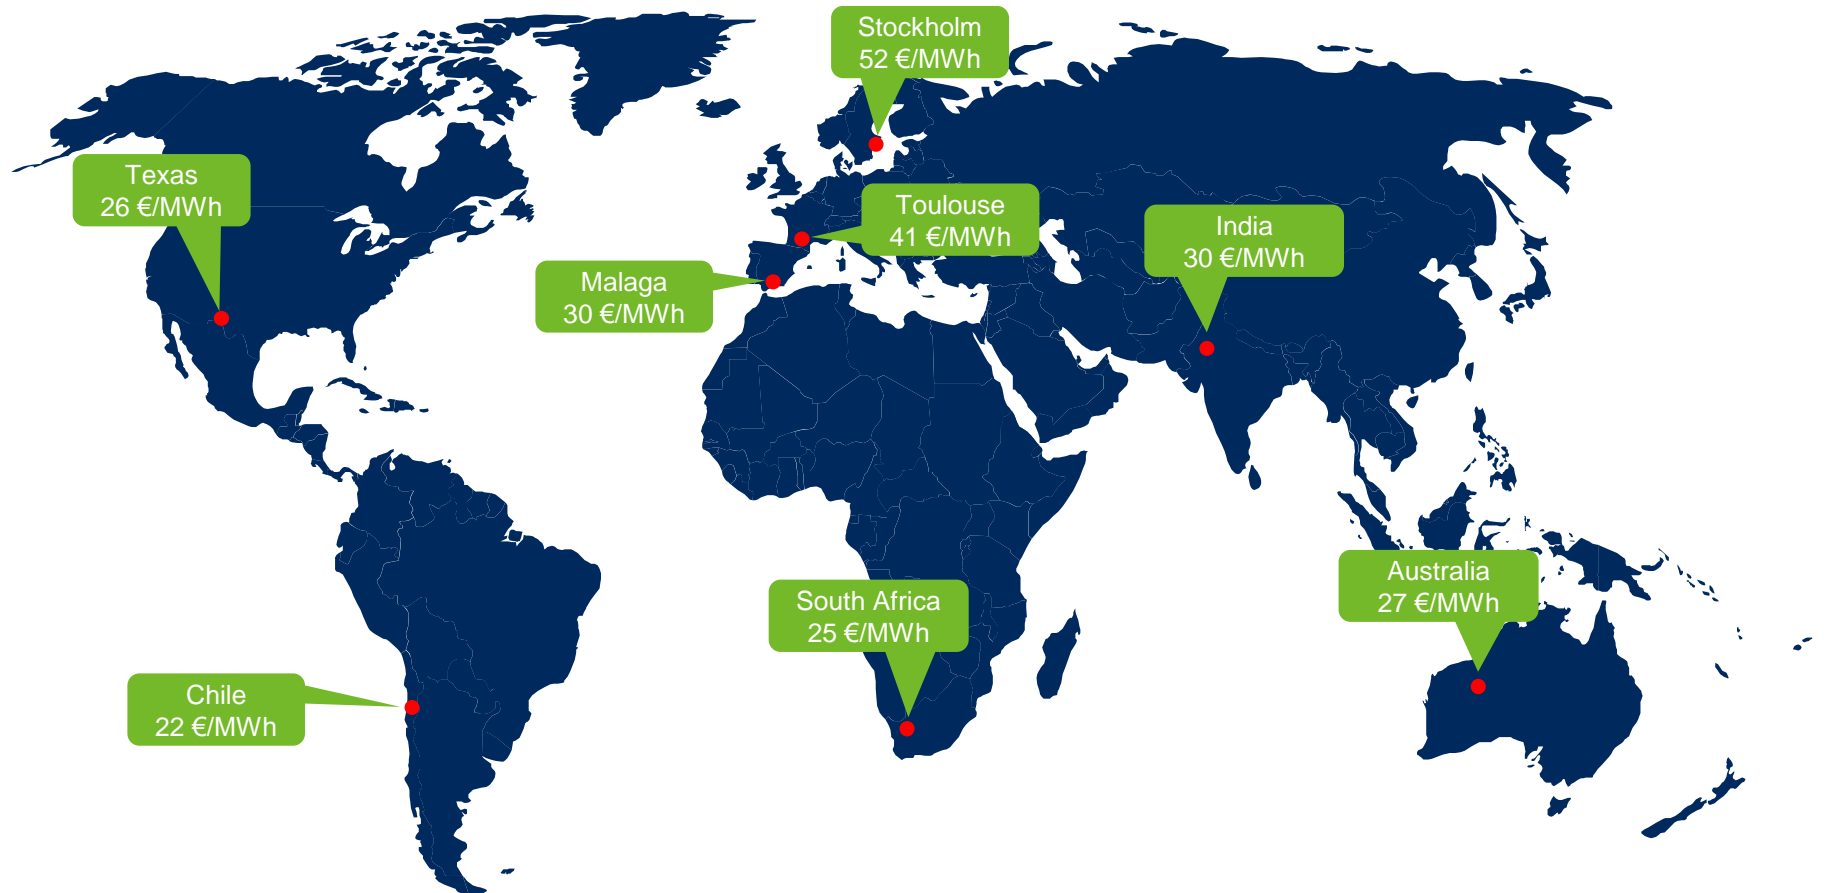 Stockholm
52 €/MWh
Texas
26 €/MWh
Toulouse
41 €/MWh
India
30 €/MWh
Malaga
30 €/MWh
Australia
27 €/MWh
South Africa
25 €/MWh
Chile
22 €/MWh